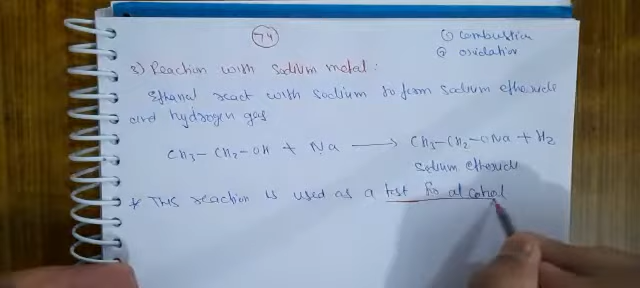 74
① Combustion
② Oxidation
3) Reaction with Sodium metal:
Ethanol react with Sodium to form Sodium ethoxide
and hydrogen gas
CH3 - CH2 - OH + Na ⟶ CH3 - CH2 - ONa + H2
Sodium ethoxide
* This reaction is used as a test for alcohol